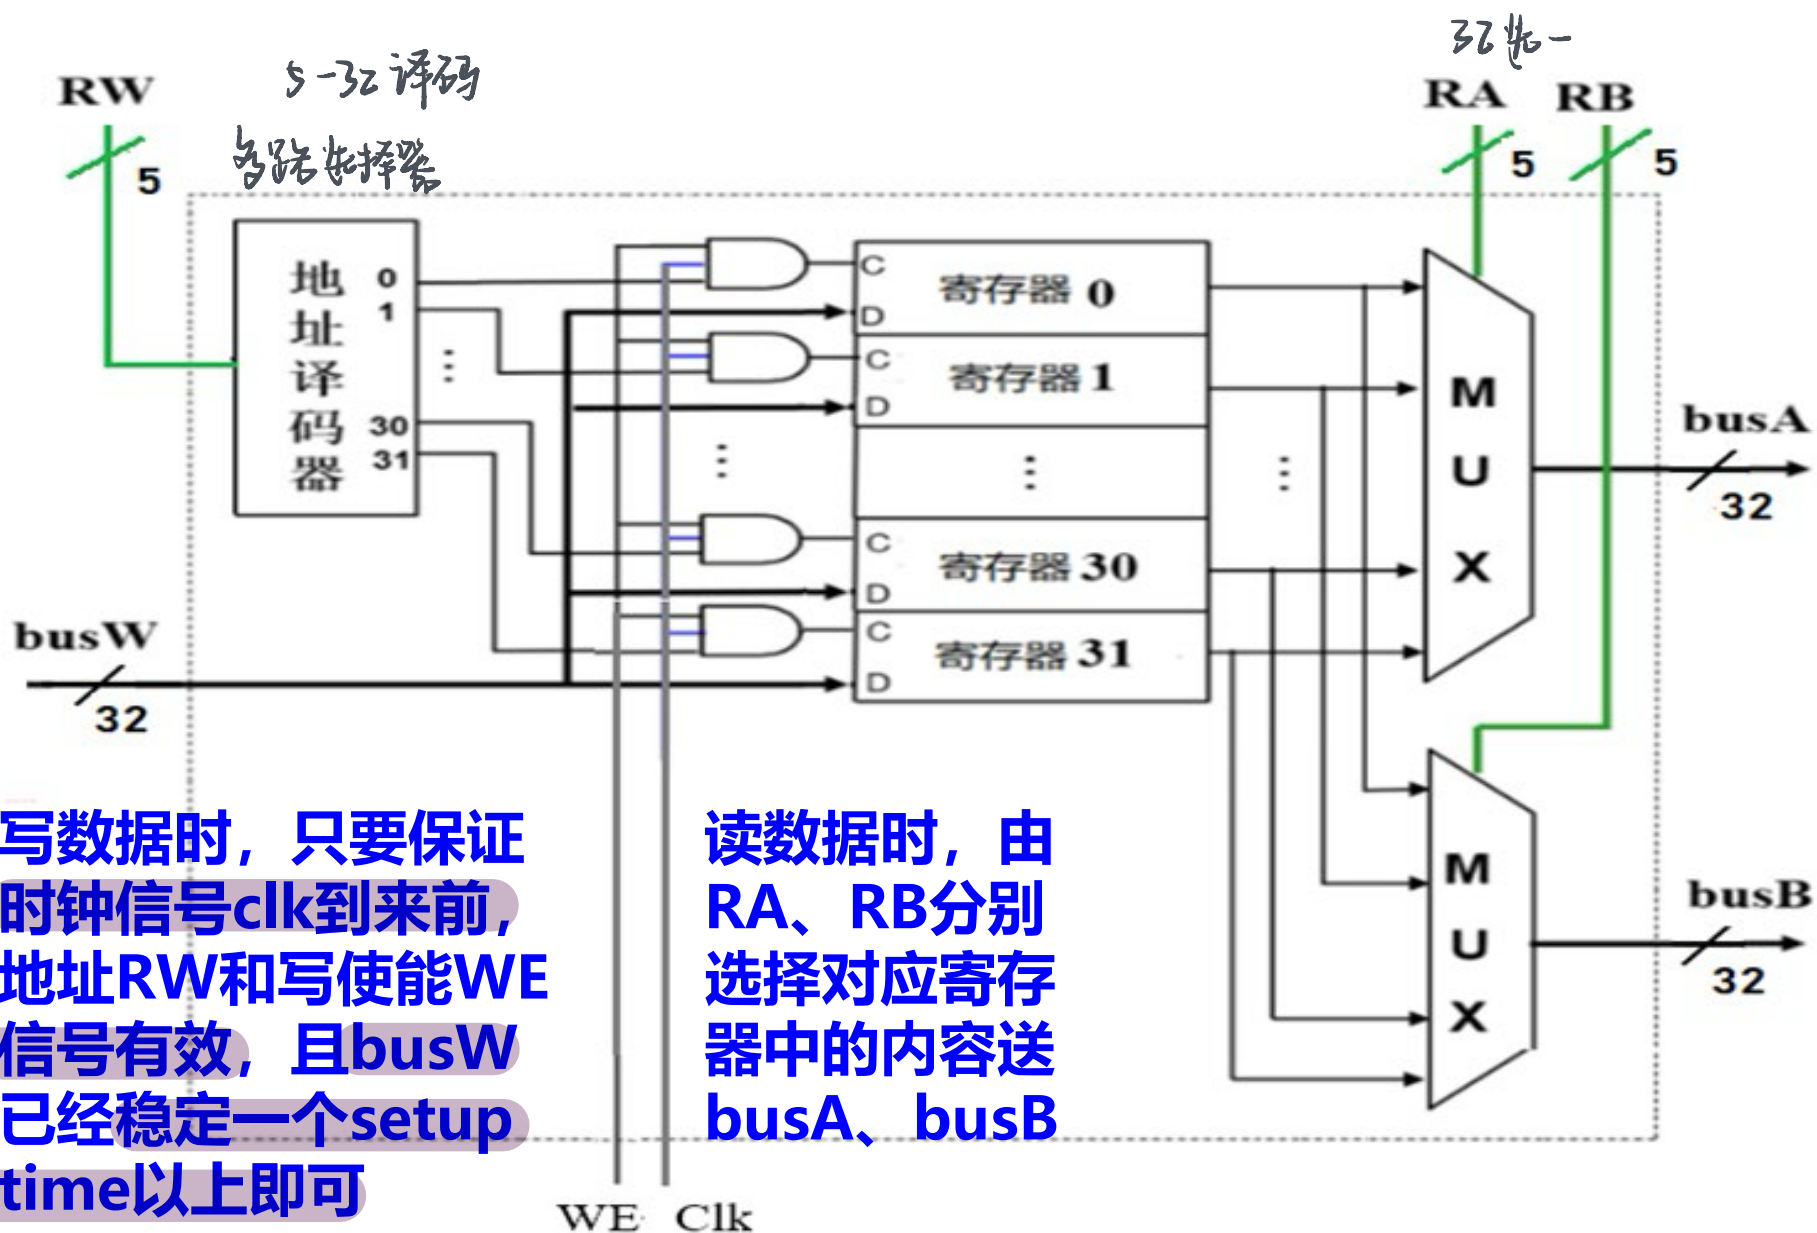 32选一
5-32译码
多路选择器
RW
RA
RB
5
5
5
地址译码器
0
1
⋮
30
31
C
寄存器 0
D
C
寄存器 1
D
⋮
⋮
⋮
C
寄存器 30
D
C
寄存器 31
D
MUX
busA
32
busW
32
MUX
busB
32
写数据时，只要保证
时钟信号clk到来前，
地址RW和写使能WE
信号有效，且busW
已经稳定一个setup
time以上即可
读数据时，由
RA、RB分别
选择对应寄存
器中的内容送
busA、busB
WE
Clk